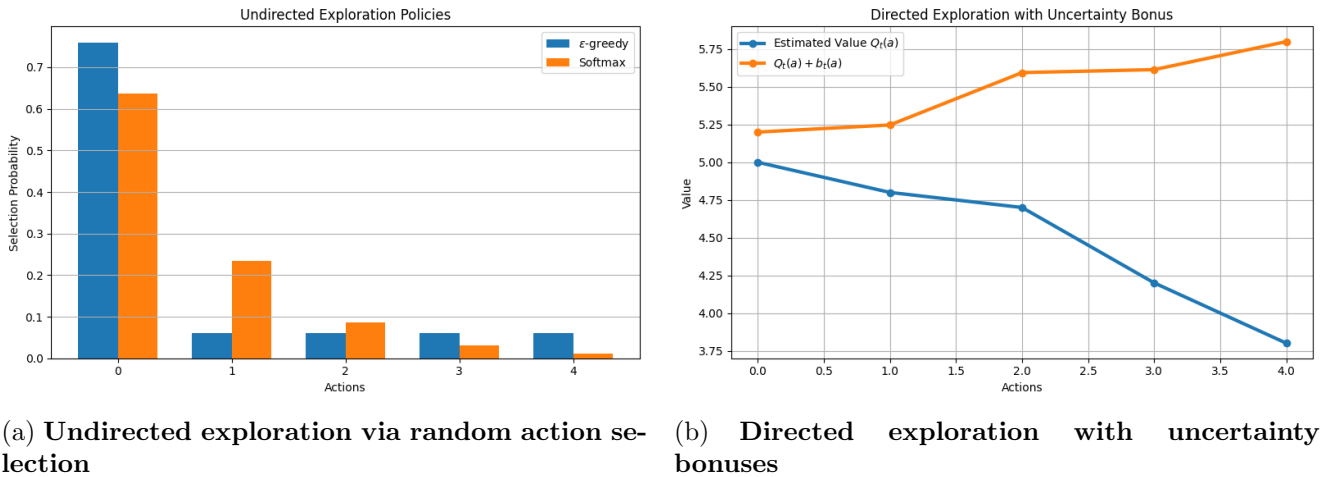 Undirected Exploration Policies
ε-greedy
Softmax
0.7
0.6
0.5
0.4
0.3
0.2
0.1
0.0
Selection Probability
0 1 2 3 4
Actions
(a) Undirected exploration via random action se-
lection
Directed Exploration with Uncertainty Bonus
Estimated Value Qₜ(a)
Qₜ(a) + bₜ(a)
5.75
5.50
5.25
5.00
4.75
4.50
4.25
4.00
3.75
Value
0.0 0.5 1.0 1.5 2.0 2.5 3.0 3.5 4.0
Actions
(b) Directed exploration with uncertainty
bonuses